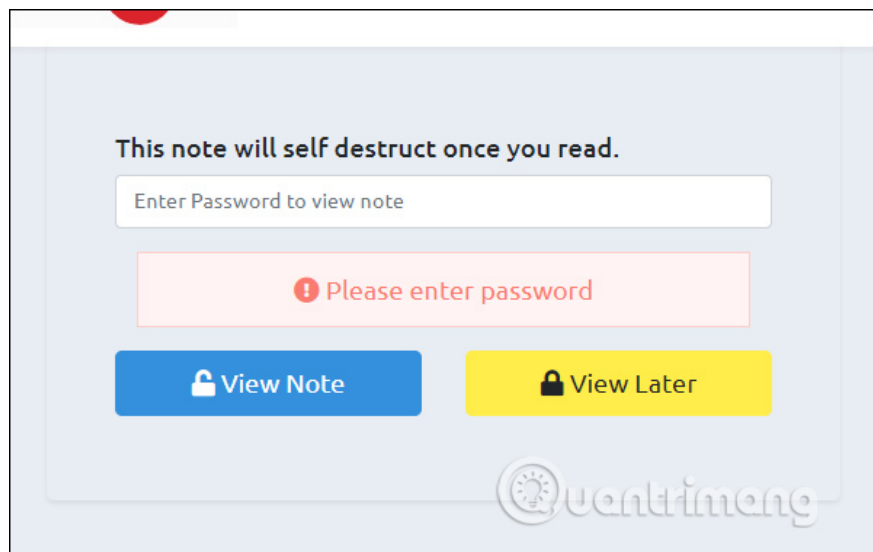 This note will self destruct once you read.
Enter Password to view note
Please enter password
View Note
View Later
Quantrimang